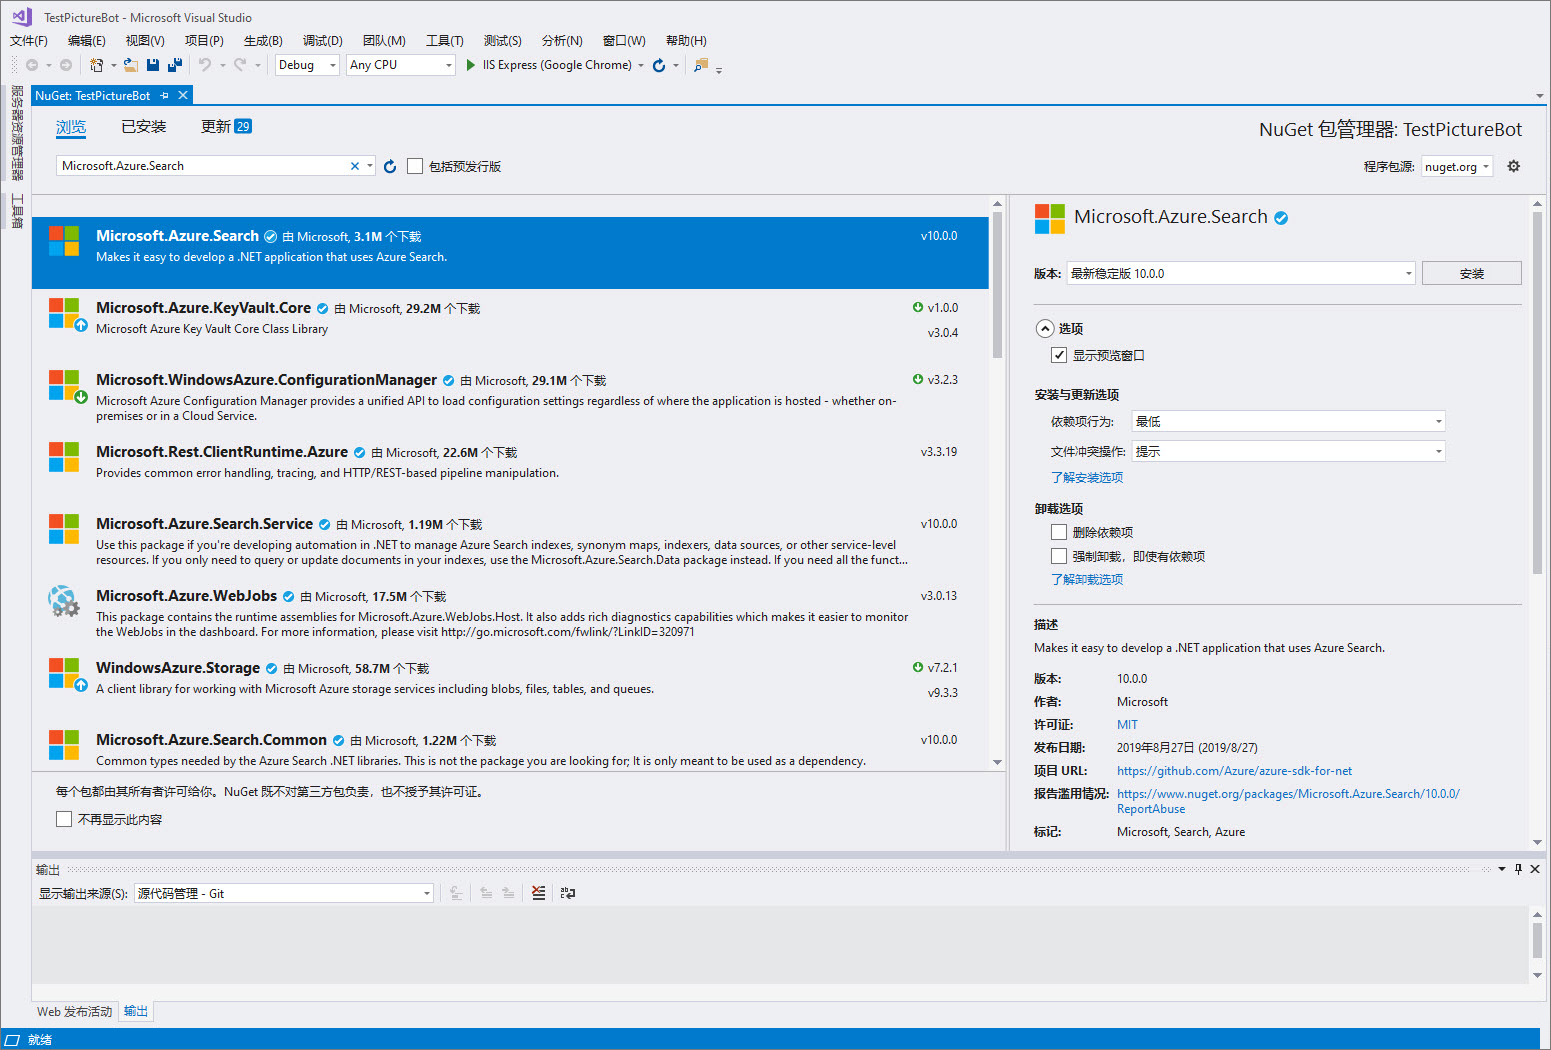 TestPictureBot - Microsoft Visual Studio
文件(F) 编辑(E) 视图(V) 项目(P) 生成(B) 调试(D) 团队(M) 工具(T) 测试(S) 分析(N) 窗口(W) 帮助(H)
Debug Any CPU IIS Express (Google Chrome)
服务器资源管理器
工具箱
NuGet: TestPictureBot
浏览 已安装 更新 29
NuGet 包管理器: TestPictureBot
Microsoft.Azure.Search 包括预发行版
程序包源: nuget.org
Microsoft.Azure.Search 由 Microsoft, 3.1M 个下载 v10.0.0
Makes it easy to develop a .NET application that uses Azure Search.
Microsoft.Azure.KeyVault.Core 由 Microsoft, 29.2M 个下载 v1.0.0
Microsoft Azure Key Vault Core Class Library v3.0.4
Microsoft.WindowsAzure.ConfigurationManager 由 Microsoft, 29.1M 个下载 v3.2.3
Microsoft Azure Configuration Manager provides a unified API to load configuration settings regardless of where the application is hosted - whether on-
premises or in a Cloud Service.
Microsoft.Rest.ClientRuntime.Azure 由 Microsoft, 22.6M 个下载 v3.3.19
Provides common error handling, tracing, and HTTP/REST-based pipeline manipulation.
Microsoft.Azure.Search.Service 由 Microsoft, 1.19M 个下载 v10.0.0
Use this package if you're developing automation in .NET to manage Azure Search indexes, synonym maps, indexers, data sources, or other service-level
resources. If you only need to query or update documents in your indexes, use the Microsoft.Azure.Search.Data package instead. If you need all the funct...
Microsoft.Azure.WebJobs 由 Microsoft, 17.5M 个下载 v3.0.13
This package contains the runtime assemblies for Microsoft.Azure.WebJobs.Host. It also adds rich diagnostics capabilities which makes it easier to monitor
the WebJobs in the dashboard. For more information, please visit http://go.microsoft.com/fwlink/?LinkID=320971
WindowsAzure.Storage 由 Microsoft, 58.7M 个下载 v7.2.1
A client library for working with Microsoft Azure storage services including blobs, files, tables, and queues. v9.3.3
Microsoft.Azure.Search.Common 由 Microsoft, 1.22M 个下载 v10.0.0
Common types needed by the Azure Search .NET libraries. This is not the package you are looking for; It is only meant to be used as a dependency.
每个包都由其所有者许可给你。NuGet 既不对第三方包负责，也不授予其许可证。
不再显示此内容
Microsoft.Azure.Search
版本: 最新稳定版 10.0.0 安装
选项
显示预览窗口
安装与更新选项
依赖项行为: 最低
文件冲突操作: 提示
了解安装选项
卸载选项
删除依赖项
强制卸载，即使有依赖项
了解卸载选项
描述
Makes it easy to develop a .NET application that uses Azure Search.
版本: 10.0.0
作者: Microsoft
许可证: MIT
发布日期: 2019年8月27日 (2019/8/27)
项目 URL: https://github.com/Azure/azure-sdk-for-net
报告滥用情况: https://www.nuget.org/packages/Microsoft.Azure.Search/10.0.0/
ReportAbuse
标记: Microsoft, Search, Azure
输出
显示输出来源(S): 源代码管理 - Git
Web 发布活动 输出
就绪